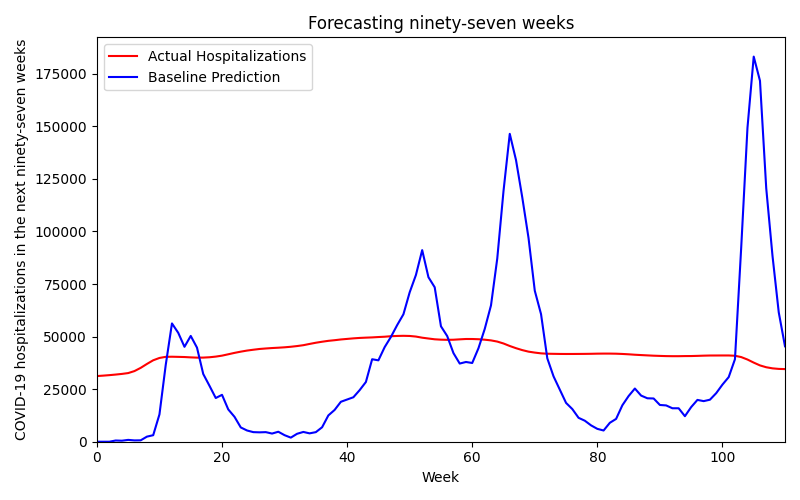 Forecasting ninety-seven weeks
Actual Hospitalizations
Baseline Prediction
COVID-19 hospitalizations in the next ninety-seven weeks
175000
150000
125000
100000
75000
50000
25000
0
0 20 40 60 80 100
Week